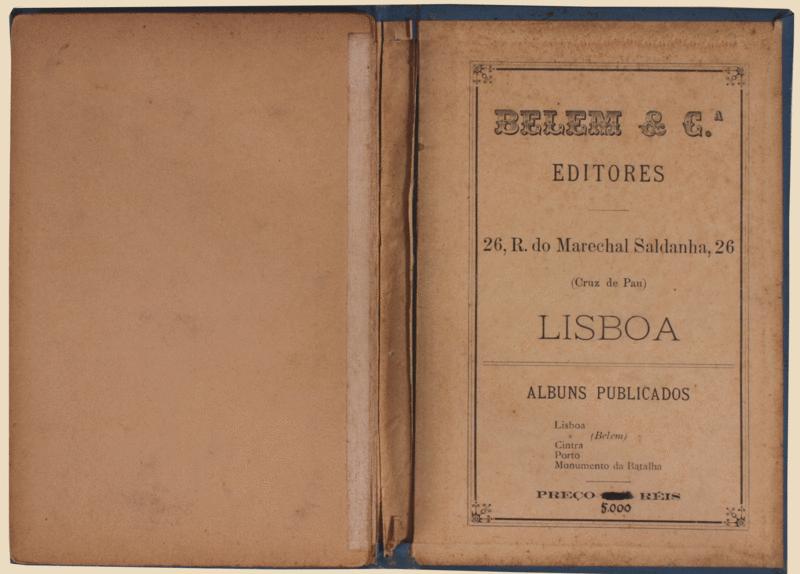 BELEM & C.ᴬ
EDITORES
26, R. do Marechal Saldanha, 26
(Cruz de Pau)
LISBOA
ALBUNS PUBLICADOS
Lisboa
» (Belem)
Cintra
Porto
Monumento da Batalha
PREÇO RÉIS
5.000